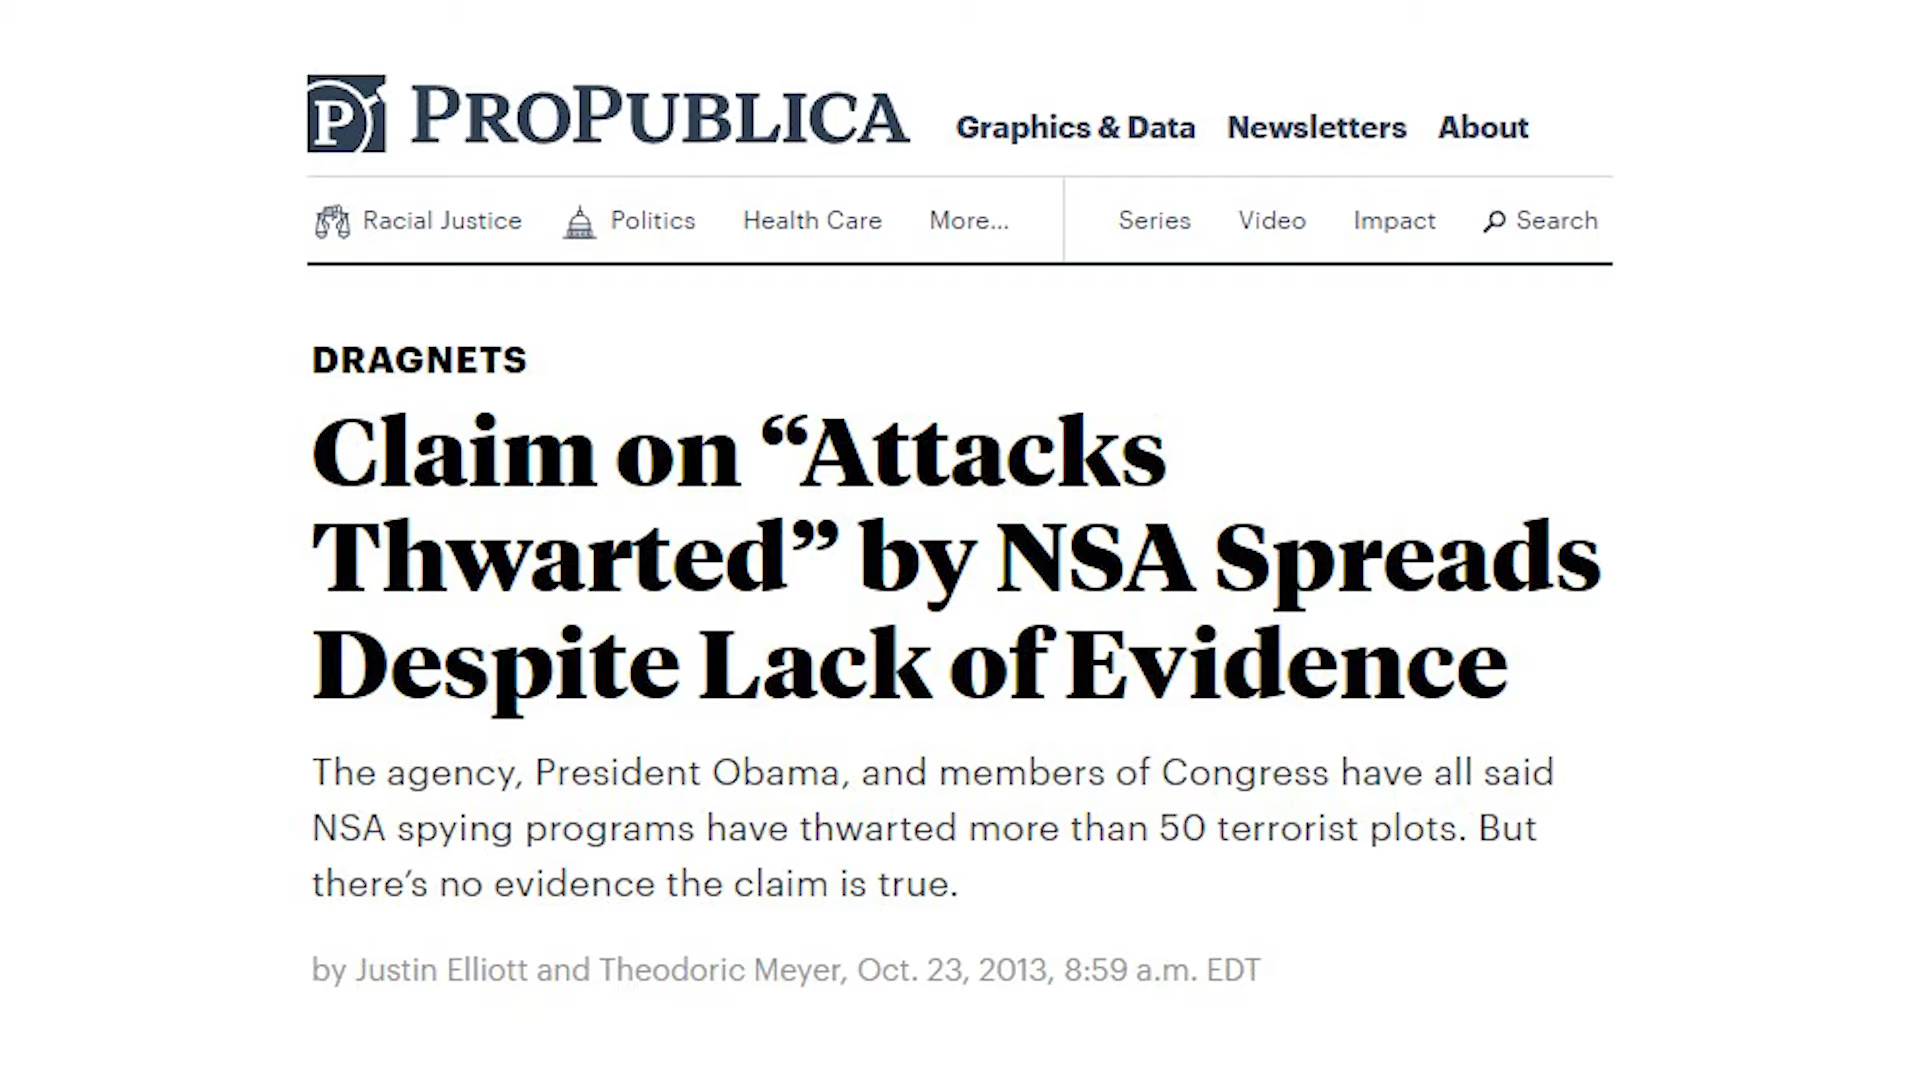 P PROPUBLICA Graphics & Data Newsletters About
Racial Justice Politics Health Care More... Series Video Impact Search
DRAGNETS
Claim on “Attacks
Thwarted” by NSA Spreads
Despite Lack of Evidence
The agency, President Obama, and members of Congress have all said
NSA spying programs have thwarted more than 50 terrorist plots. But
there’s no evidence the claim is true.
by Justin Elliott and Theodoric Meyer, Oct. 23, 2013, 8:59 a.m. EDT